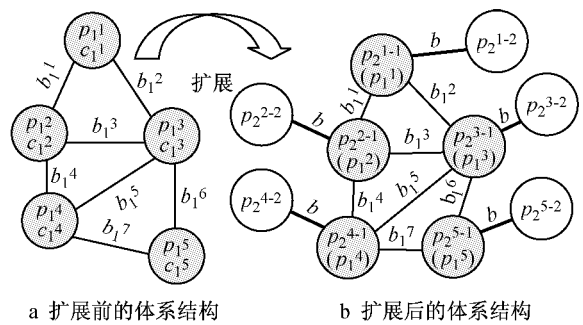 p₁¹
c₁¹
b₁¹
b₁²
p₁²
c₁²
b₁³
p₁³
c₁³
b₁⁴
b₁⁵
b₁⁶
p₁⁴
c₁⁴
b₁⁷
p₁⁵
c₁⁵
a 扩展前的体系结构
扩展
p₂¹⁻¹
(p₁¹)
b
p₂¹⁻²
b₁¹
b₁²
p₂²⁻²
b
p₂²⁻¹
(p₁²)
b₁³
p₂³⁻¹
(p₁³)
b
p₂³⁻²
b₁⁴
b₁⁵
b₁⁶
p₂⁴⁻²
b
p₂⁴⁻¹
(p₁⁴)
b₁⁷
p₂⁵⁻¹
(p₁⁵)
b
p₂⁵⁻²
b 扩展后的体系结构